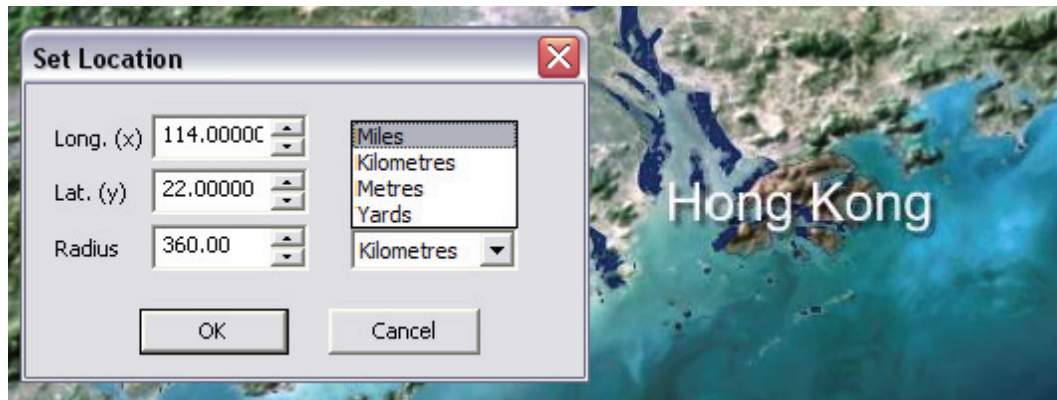 Set Location
Long. (x) 114.0000C
Miles
Kilometres
Metres
Yards
Lat. (y) 22.00000
Radius 360.00 Kilometres
OK Cancel
Hong Kong